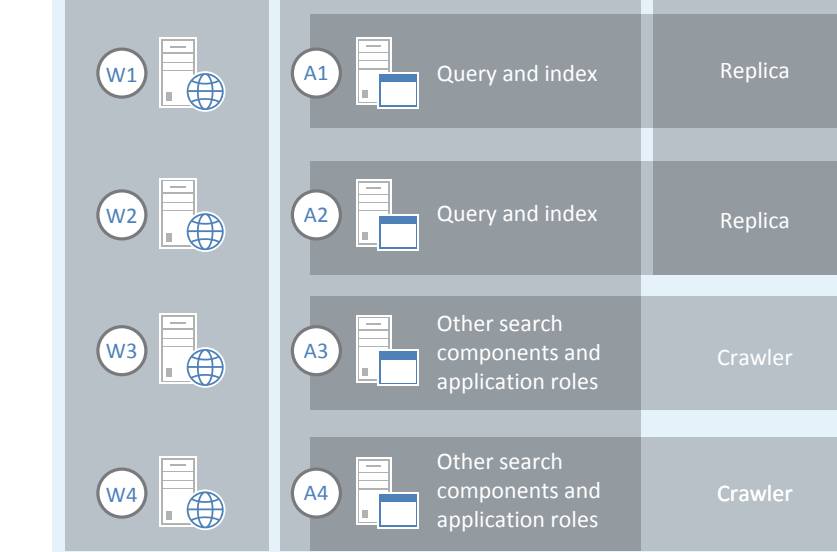 W1
A1
Query and index
Replica
W2
A2
Query and index
Replica
W3
A3
Other search
components and
application roles
Crawler
W4
A4
Other search
components and
application roles
Crawler